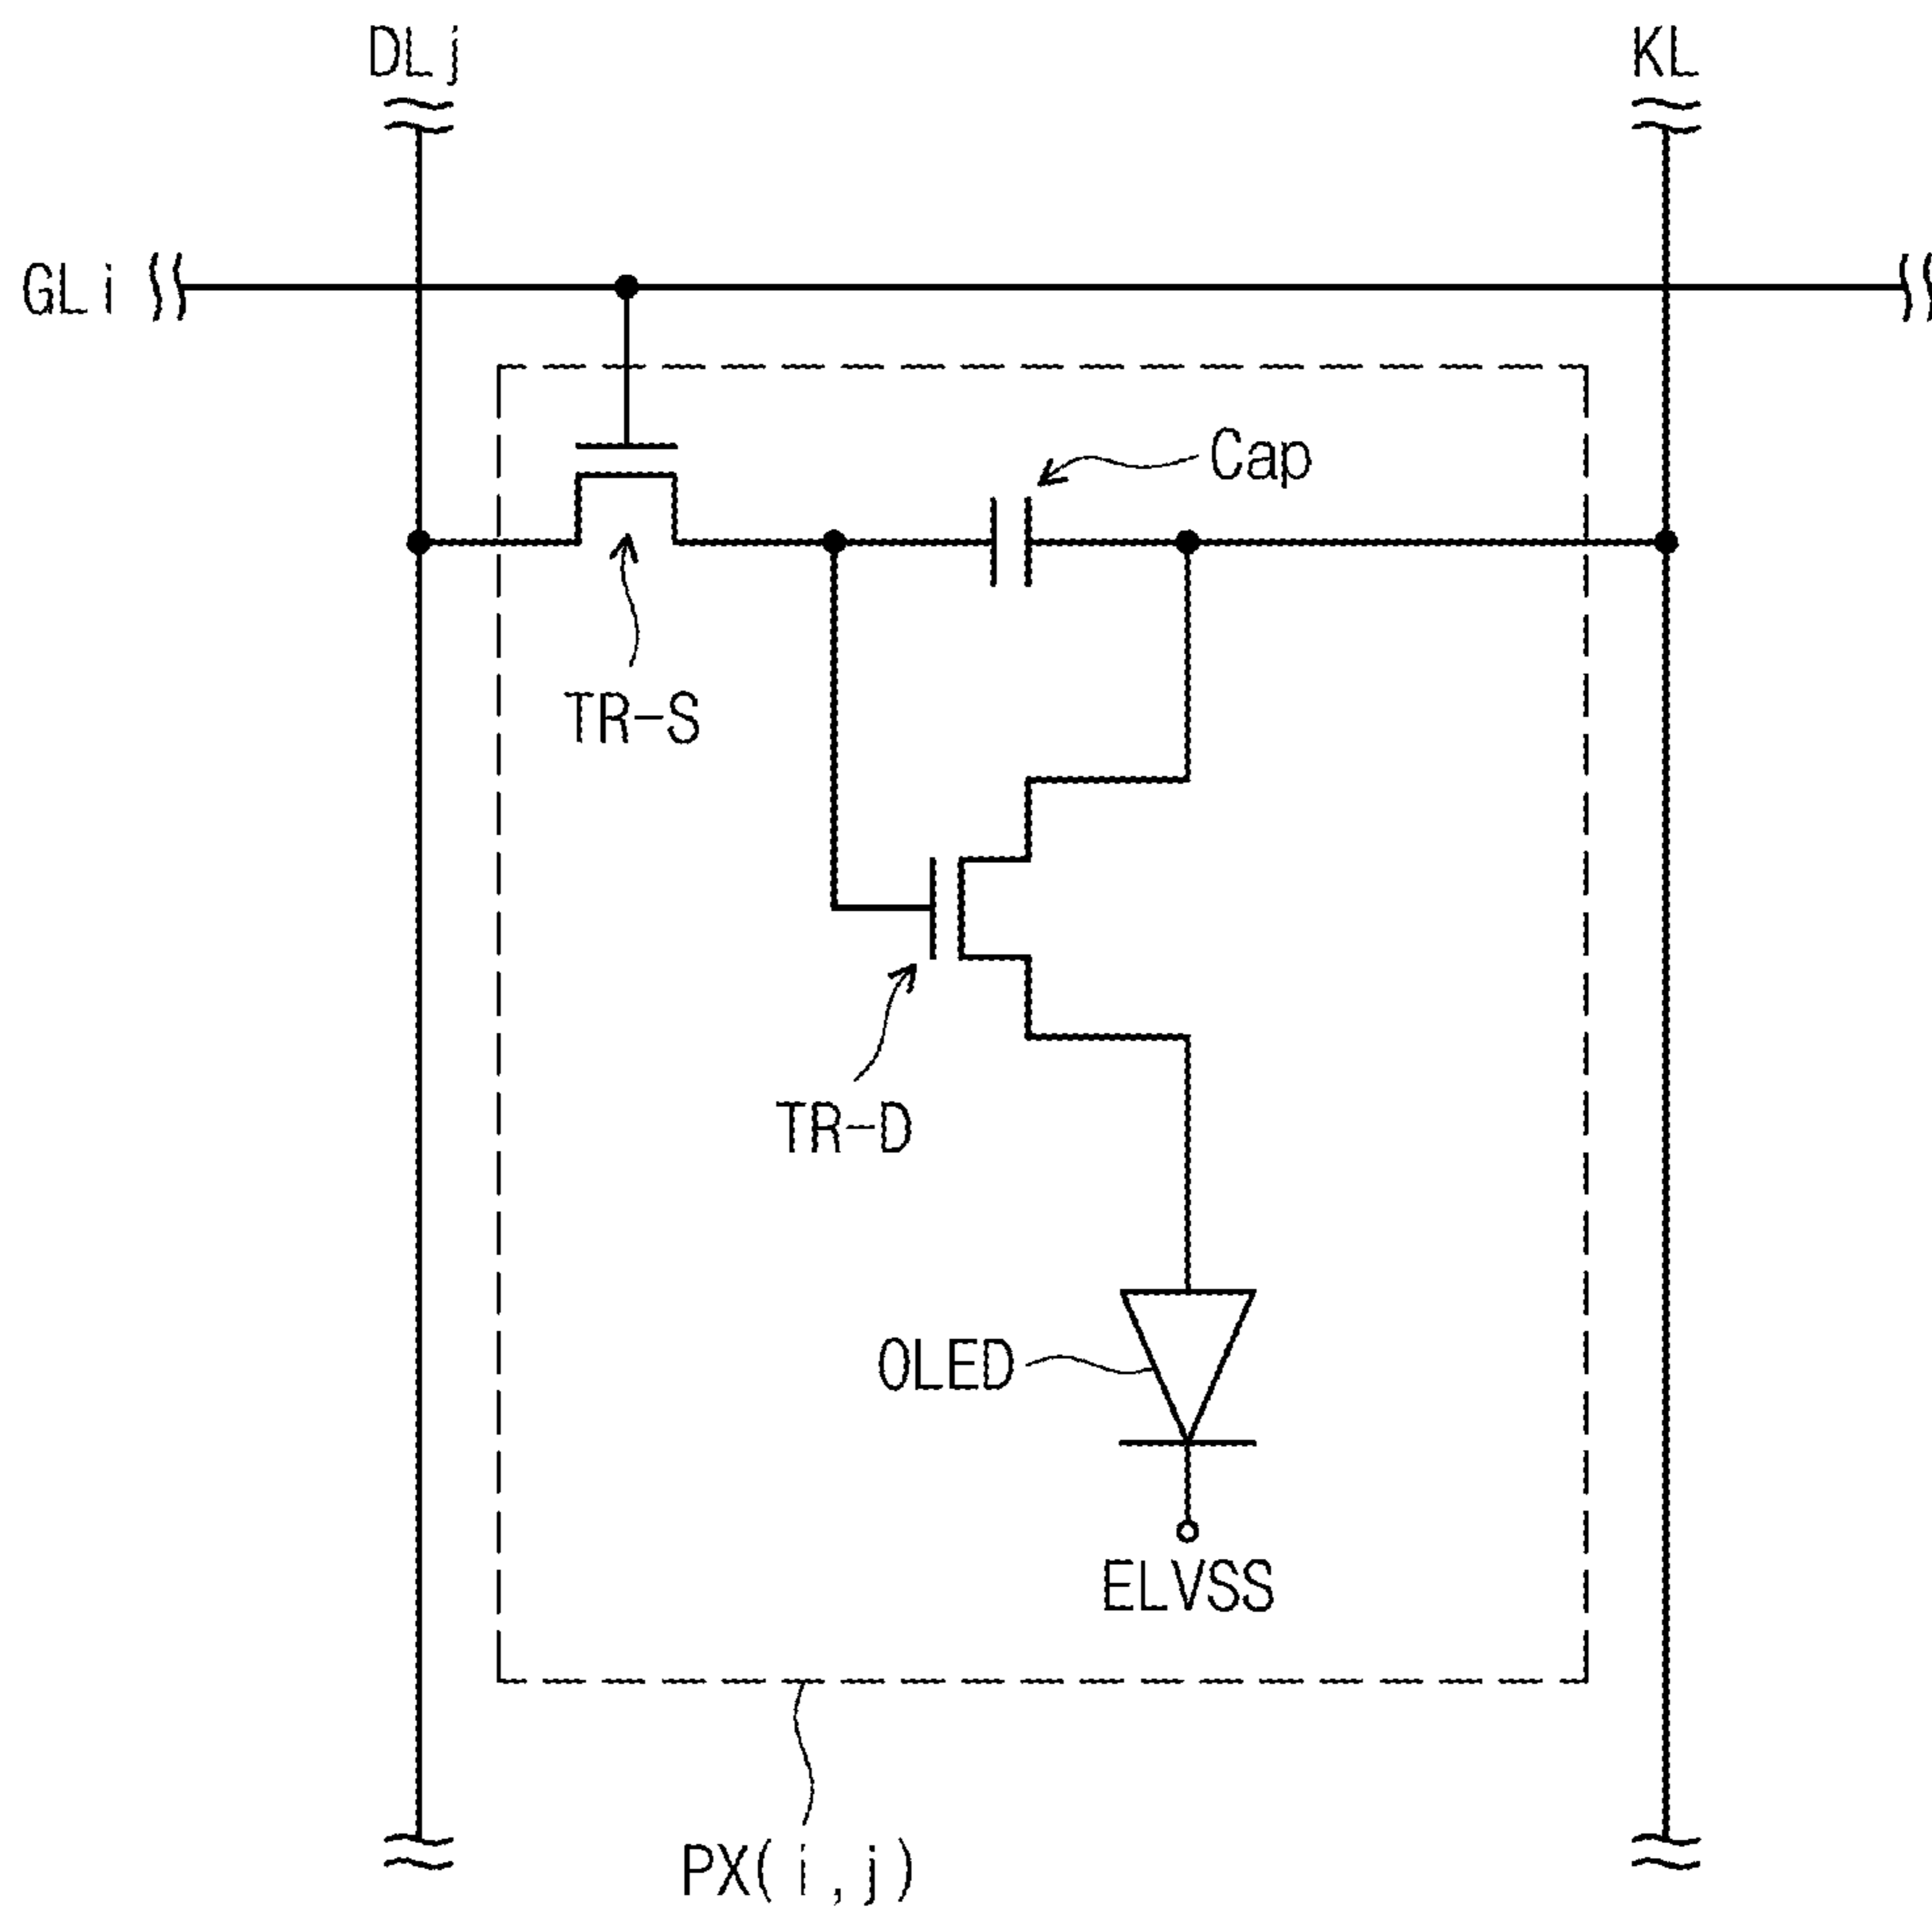 DLj
KL
GLi
Cap
TR-S
TR-D
OLED
ELVSS
PX(i,j)